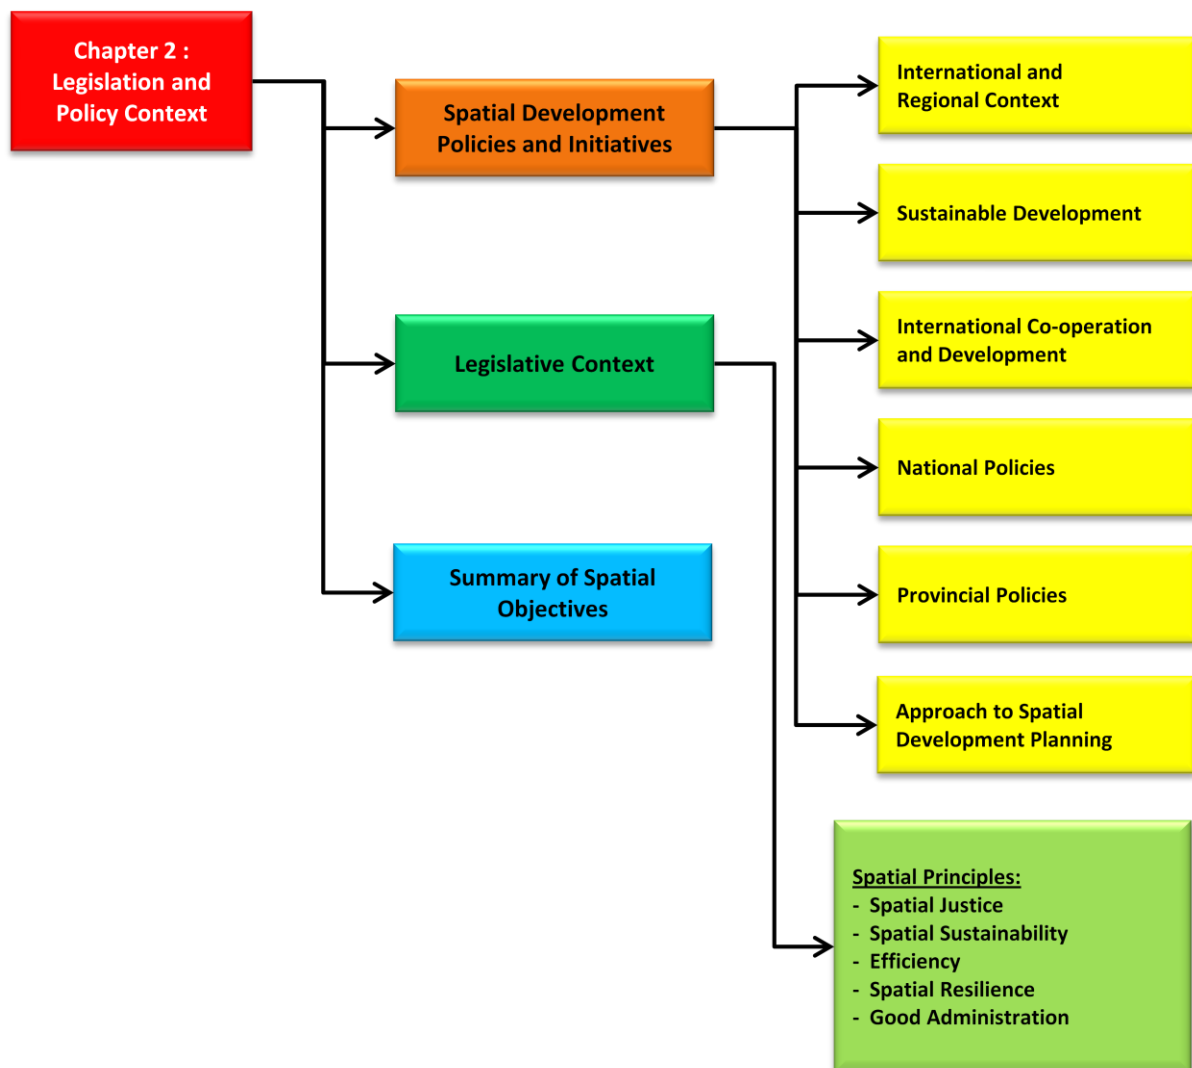 Chapter 2 :
Legislation and
Policy Context
Spatial Development
Policies and Initiatives
Legislative Context
Summary of Spatial
Objectives
International and
Regional Context
Sustainable Development
International Co-operation
and Development
National Policies
Provincial Policies
Approach to Spatial
Development Planning
Spatial Principles:
- Spatial Justice
- Spatial Sustainability
- Efficiency
- Spatial Resilience
- Good Administration